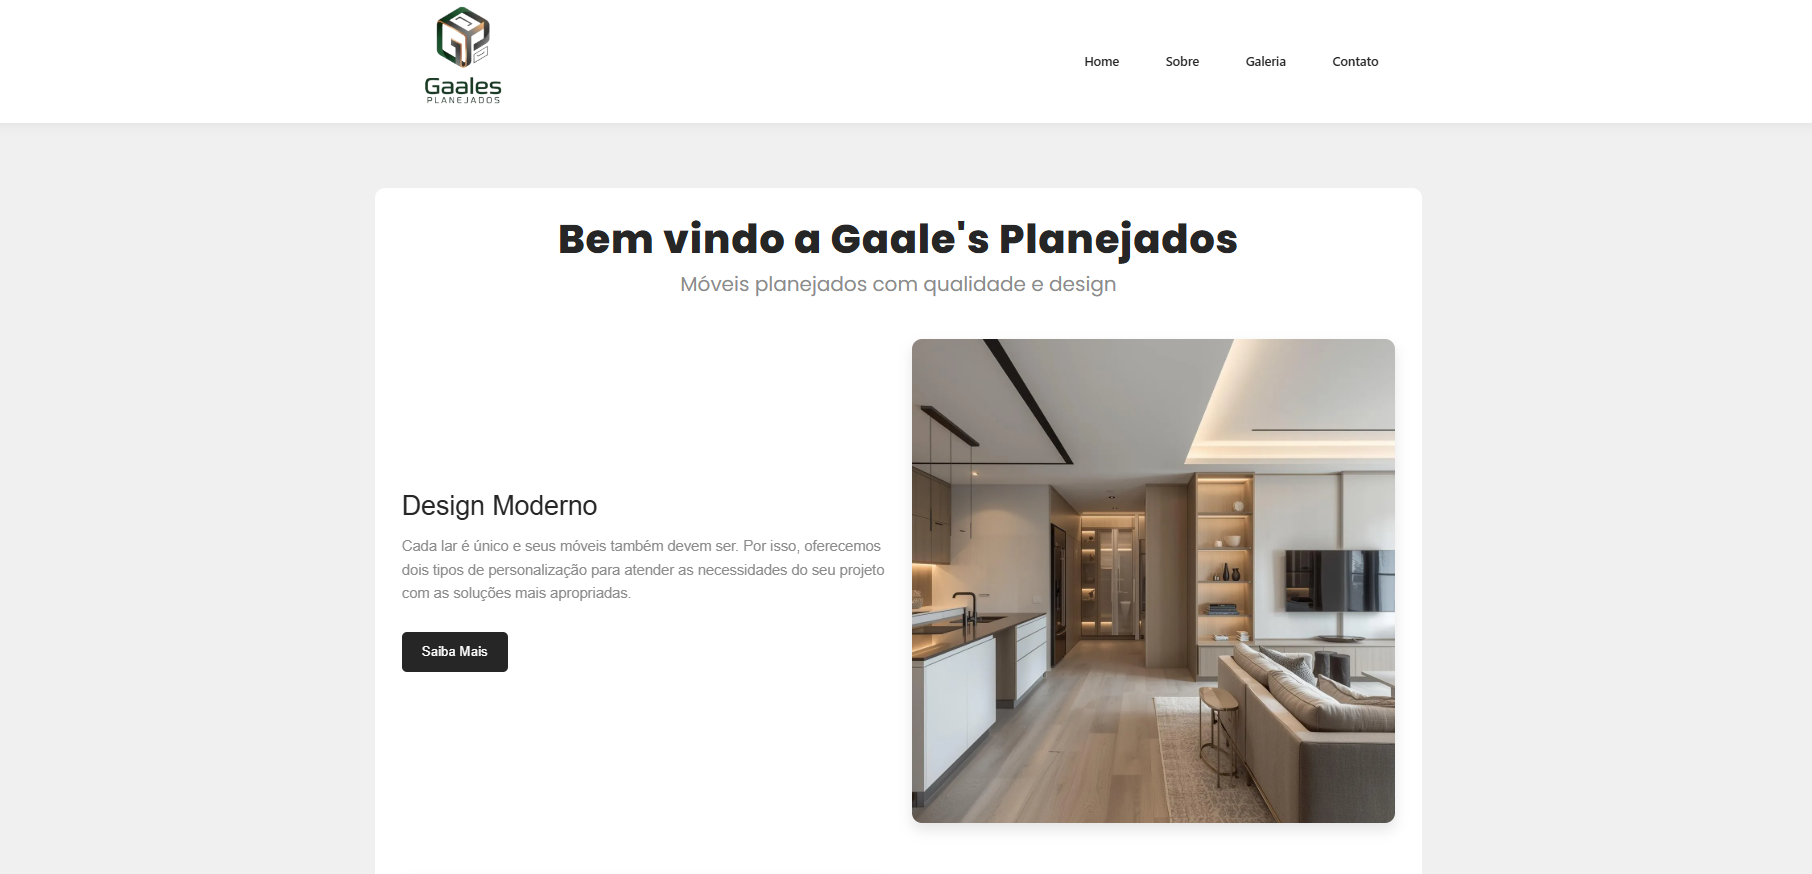 Gaales
PLANEJADOS
Home
Sobre
Galeria
Contato
Bem vindo a Gaale's Planejados
Móveis planejados com qualidade e design
Design Moderno
Cada lar é único e seus móveis também devem ser. Por isso, oferecemos
dois tipos de personalização para atender as necessidades do seu projeto
com as soluções mais apropriadas.
Saiba Mais